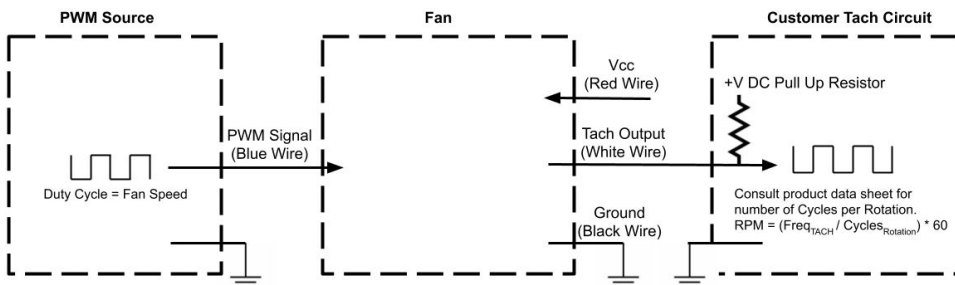 PWM Source
Fan
Customer Tach Circuit
Vcc
(Red Wire)
+V DC Pull Up Resistor
PWM Signal
(Blue Wire)
Tach Output
(White Wire)
Duty Cycle = Fan Speed
Consult product data sheet for
number of Cycles per Rotation.
RPM = (Freq_TACH / Cycles_Rotation) * 60
Ground
(Black Wire)